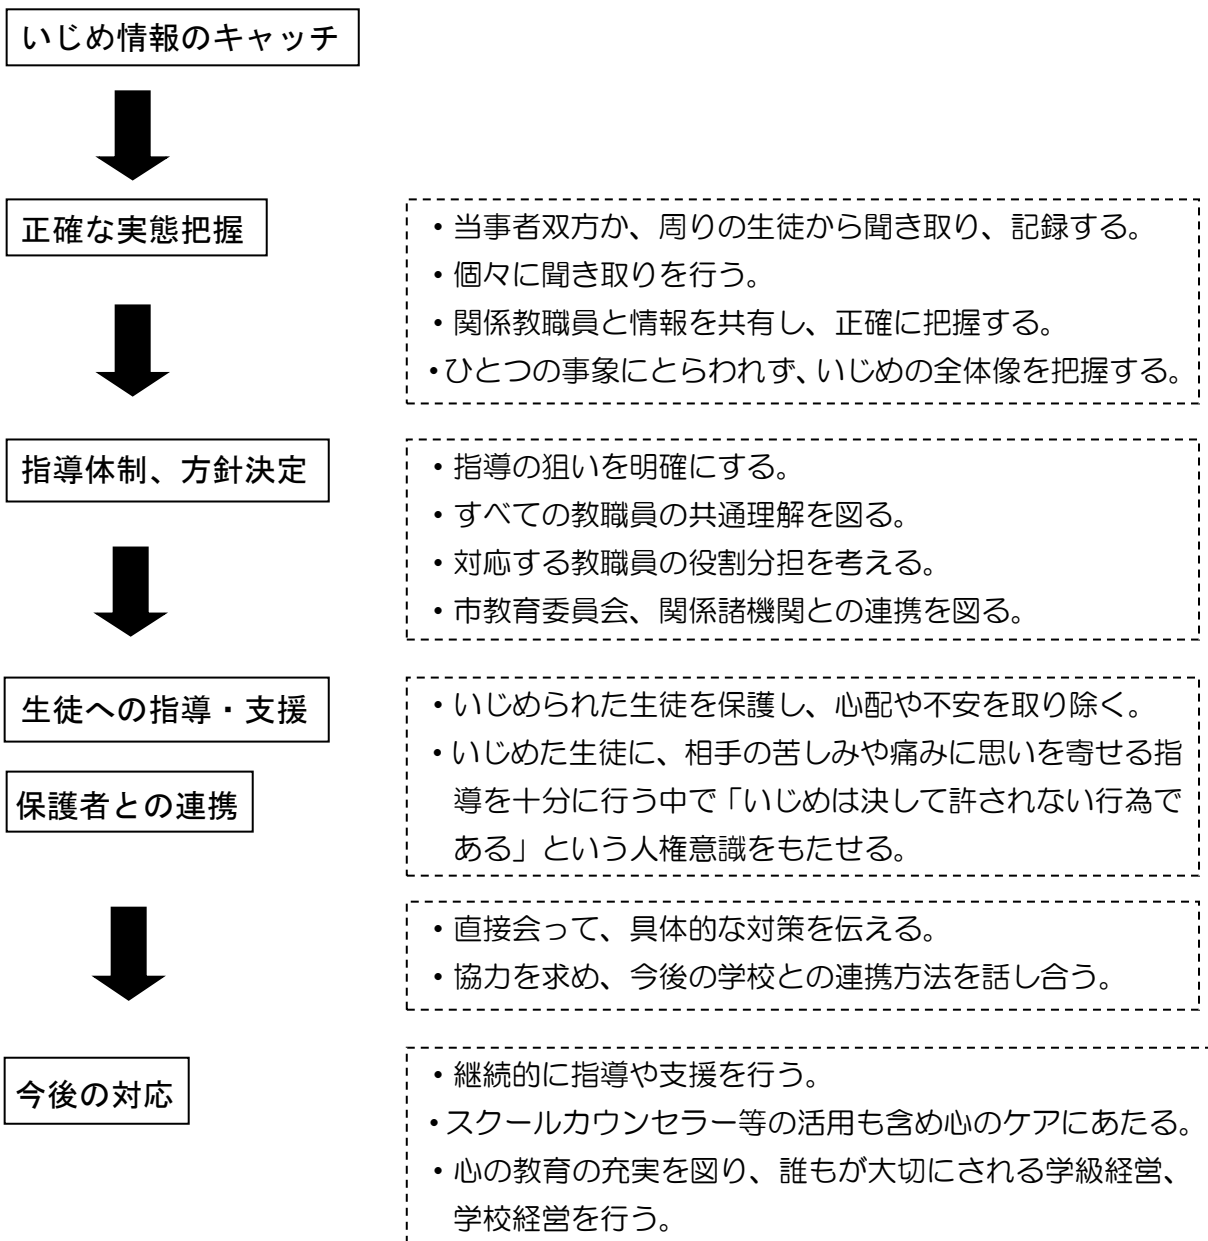 いじめ情報のキャッチ
正確な実態把握
・当事者双方か、周りの生徒から聞き取り、記録する。
・個々に聞き取りを行う。
・関係教職員と情報を共有し、正確に把握する。
・ひとつの事象にとらわれず、いじめの全体像を把握する。
指導体制、方針決定
・指導の狙いを明確にする。
・すべての教職員の共通理解を図る。
・対応する教職員の役割分担を考える。
・市教育委員会、関係諸機関との連携を図る。
生徒への指導・支援
・いじめられた生徒を保護し、心配や不安を取り除く。
・いじめた生徒に、相手の苦しみや痛みに思いを寄せる指
導を十分に行う中で「いじめは決して許されない行為で
ある」という人権意識をもたせる。
保護者との連携
・直接会って、具体的な対策を伝える。
・協力を求め、今後の学校との連携方法を話し合う。
今後の対応
・継続的に指導や支援を行う。
・スクールカウンセラー等の活用も含め心のケアにあたる。
・心の教育の充実を図り、誰もが大切にされる学級経営、
学校経営を行う。